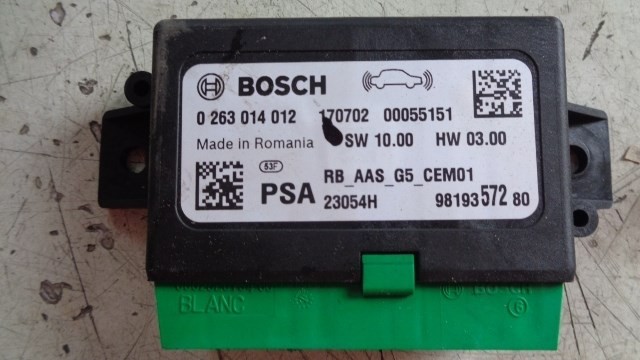 BOSCH
0 263 014 012 170702 00055151
Made in Romania SW 10.00 HW 03.00
53F
PSA RB_AAS_G5_CEM01
23054H 98193 572 80
BLANC BOSCH